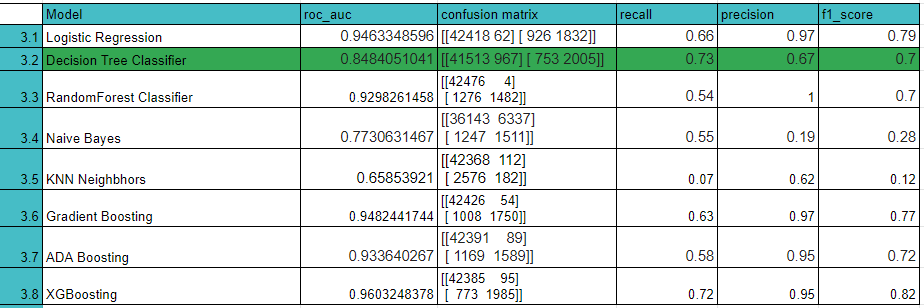 Model roc_auc confusion matrix recall precision f1_score
3.1 Logistic Regression 0.9463348596 [[42418 62] [ 926 1832]] 0.66 0.97 0.79
3.2 Decision Tree Classifier 0.8484051041 [[41513 967] [ 753 2005]] 0.73 0.67 0.7
3.3 RandomForest Classifier 0.9298261458 [[42476 4]
[ 1276 1482]] 0.54 1 0.7
3.4 Naive Bayes 0.7730631467 [[36143 6337]
[ 1247 1511]] 0.55 0.19 0.28
3.5 KNN Neighbhors 0.65853921 [[42368 112]
[ 2576 182]] 0.07 0.62 0.12
3.6 Gradient Boosting 0.9482441744 [[42426 54]
[ 1008 1750]] 0.63 0.97 0.77
3.7 ADA Boosting 0.933640267 [[42391 89]
[ 1169 1589]] 0.58 0.95 0.72
3.8 XGBoosting 0.9603248378 [[42385 95]
[ 773 1985]] 0.72 0.95 0.82